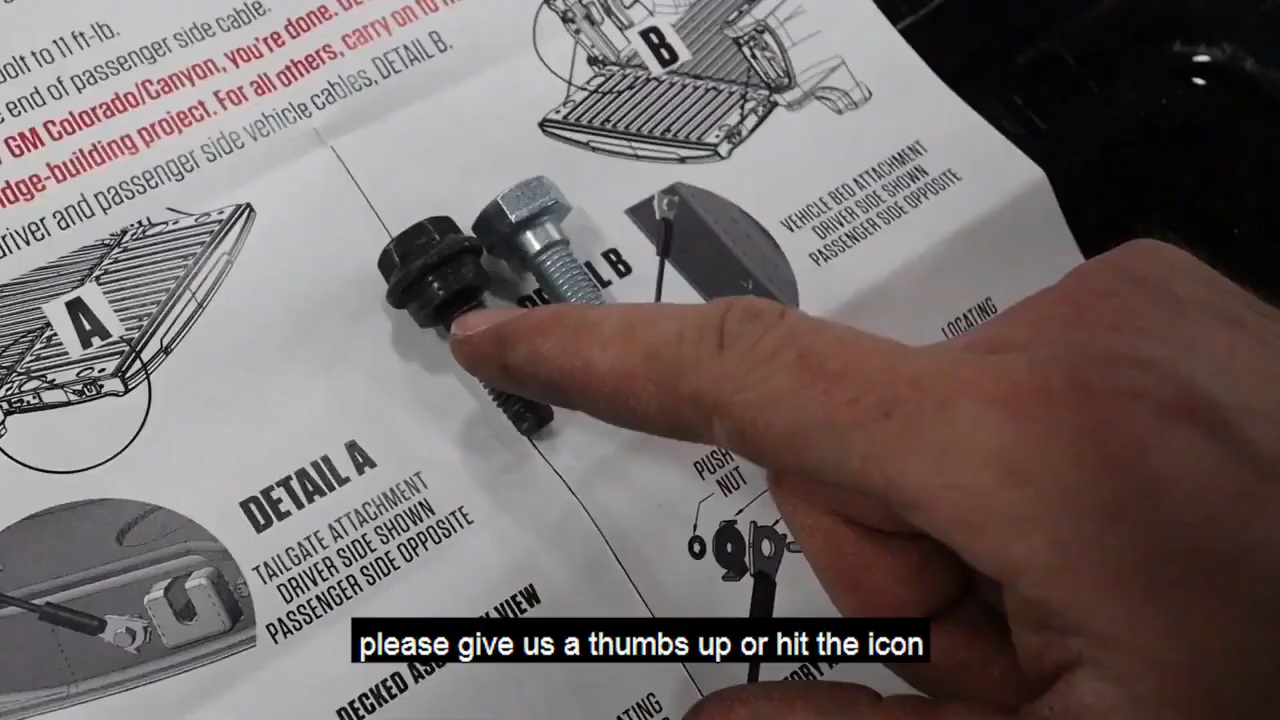 bolt to 11 ft-lb.
end of passenger side cable.
GM Colorado/Canyon, you're done.
dge-building project. For all others, carry on to
driver and passenger side vehicle cables, DETAIL B.
B
A
VEHICLE BED ATTACHMENT
DRIVER SIDE SHOWN
PASSENGER SIDE OPPOSITE
L B
LOCATING
DETAIL A
TAILGATE ATTACHMENT
DRIVER SIDE SHOWN
PASSENGER SIDE OPPOSITE
PUSH
NUT
DECKED
VIEW
please give us a thumbs up or hit the icon